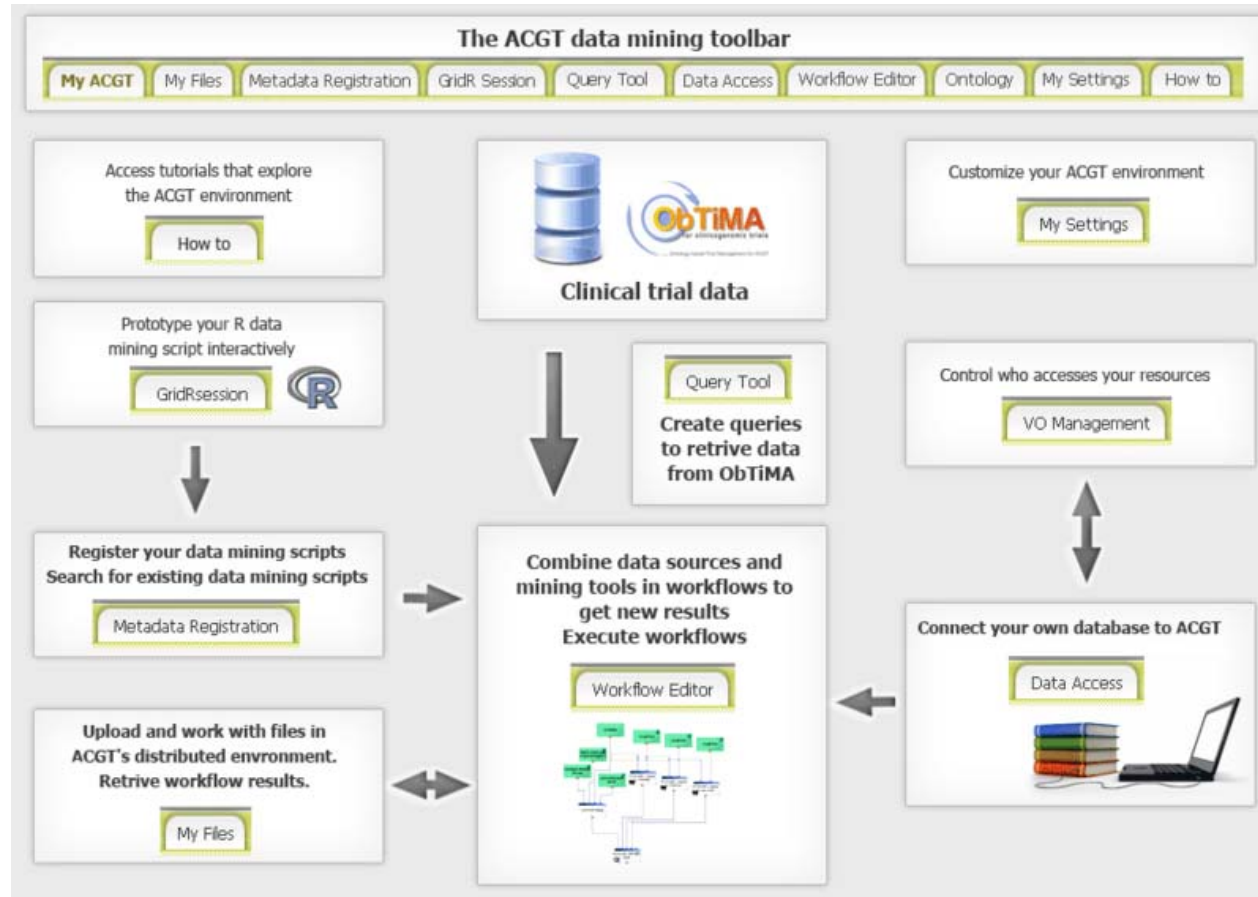 The ACGT data mining toolbar
My ACGT My Files Metadata Registration GridR Session Query Tool Data Access Workflow Editor Ontology My Settings How to
Access tutorials that explore
the ACGT environment
How to
Prototype your R data
mining script interactively
GridRsession
R
Register your data mining scripts
Search for existing data mining scripts
Metadata Registration
Upload and work with files in
ACGT's distributed envronment.
Retrive workflow results.
My Files
ObTiMA
for clinicogenomic trials
Clinical trial data
Query Tool
Create queries
to retrive data
from ObTiMA
Combine data sources and
mining tools in workflows to
get new results
Execute workflows
Workflow Editor
Customize your ACGT environment
My Settings
Control who accesses your resources
VO Management
Connect your own database to ACGT
Data Access